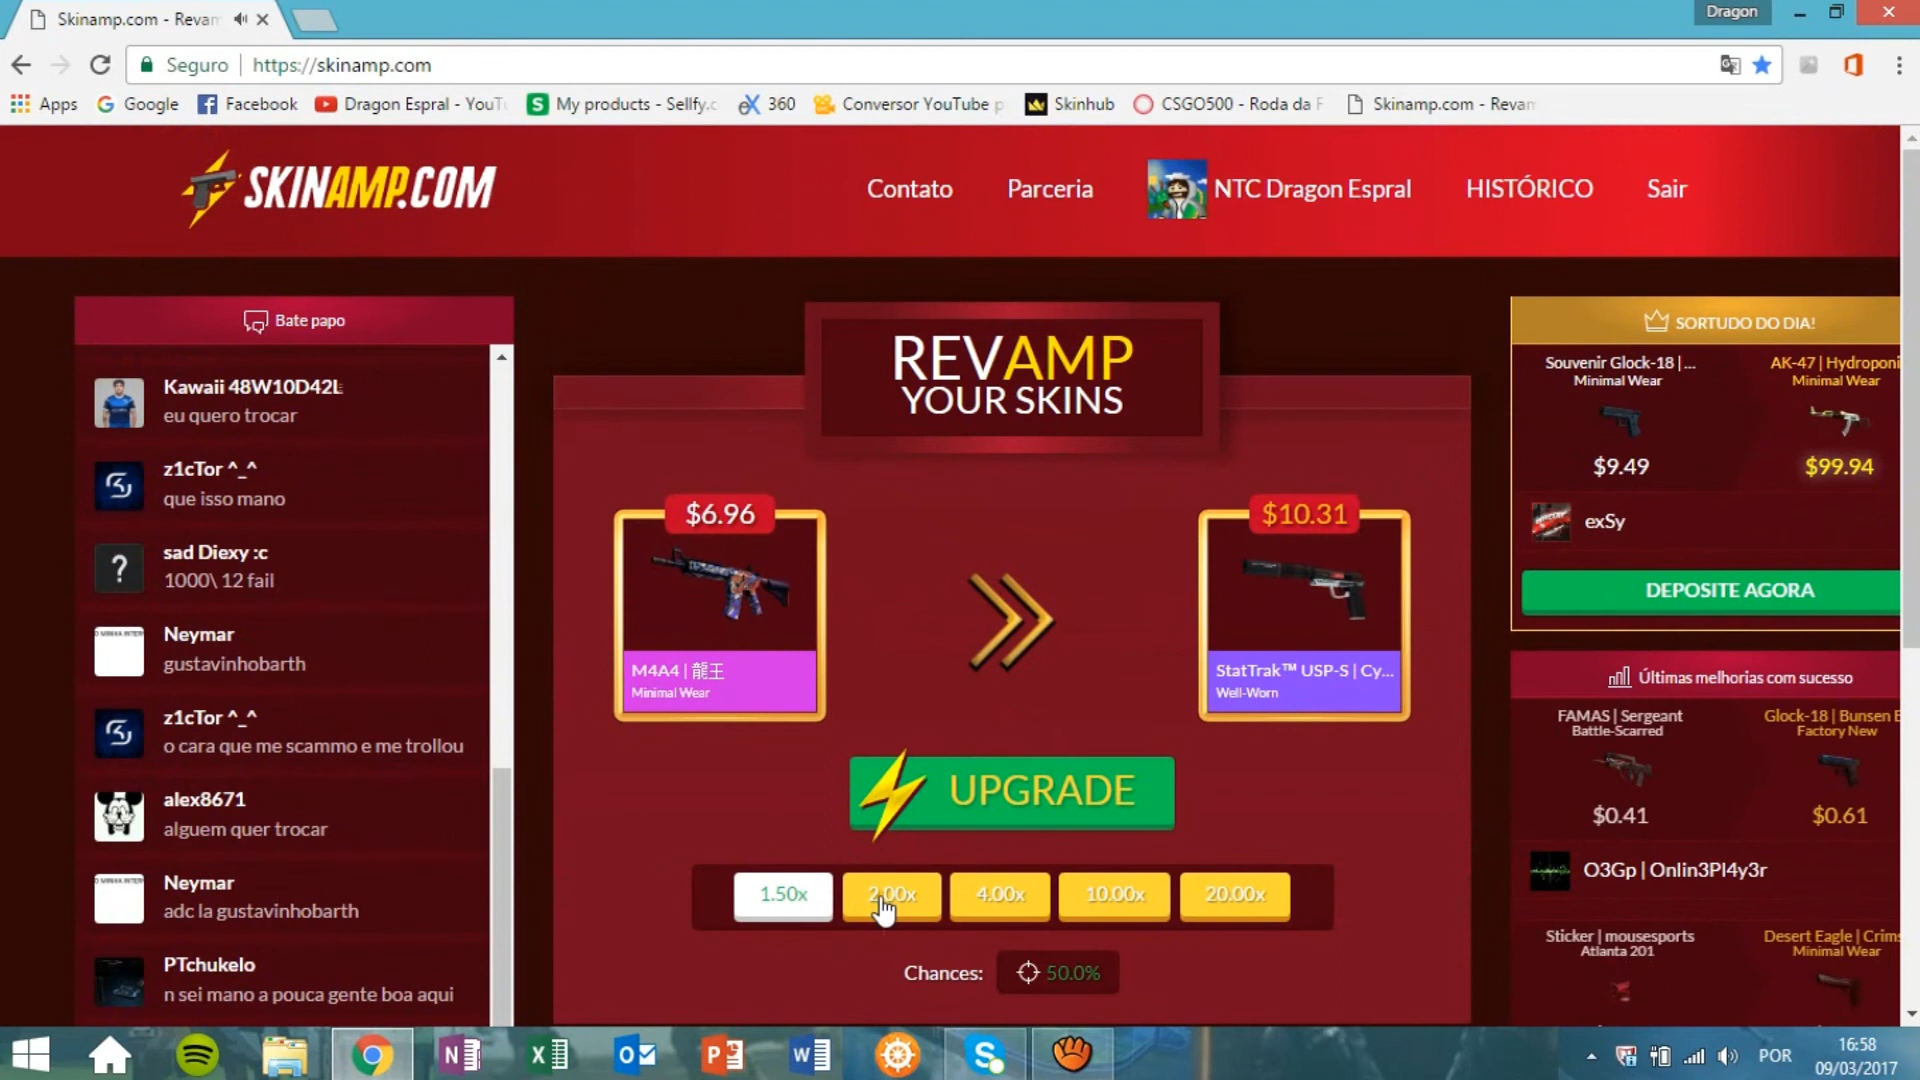 Skinamp.com - Revam
Dragon
Seguro
https://skinamp.com
Apps
Google
Facebook
Dragon Espral - YouTu
My products - Sellfy.c
360
Conversor YouTube p
Skinhub
CSGO500 - Roda da F
Skinamp.com - Revam
SKINAMP.COM
Contato
Parceria
NTC Dragon Espral
HISTÓRICO
Sair
Bate papo
Kawaii 48W10D42L
eu quero trocar
z1cTor ^_^
que isso mano
sad Diexy :c
1000\ 12 fail
Neymar
gustavinhobarth
z1cTor ^_^
o cara que me scammo e me trollou
alex8671
alguem quer trocar
Neymar
adc la gustavinhobarth
PTchukelo
n sei mano a pouca gente boa aqui
REVAMP
YOUR SKINS
$6.96
M4A4 | 龍王
Minimal Wear
$10.31
StatTrak™ USP-S | Cy...
Well-Worn
UPGRADE
1.50x
2.00x
4.00x
10.00x
20.00x
Chances:
50.0%
SORTUDO DO DIA!
Souvenir Glock-18 | ...
Minimal Wear
$9.49
AK-47 | Hydroponi
Minimal Wear
$99.94
exSy
DEPOSITE AGORA
Últimas melhorias com sucesso
FAMAS | Sergeant
Battle-Scarred
$0.41
Glock-18 | Bunsen B
Factory New
$0.61
O3Gp | Onlin3Pl4y3r
Sticker | mousesports
Atlanta 201
Desert Eagle | Crims
Minimal Wear
POR
16:58
09/03/2017